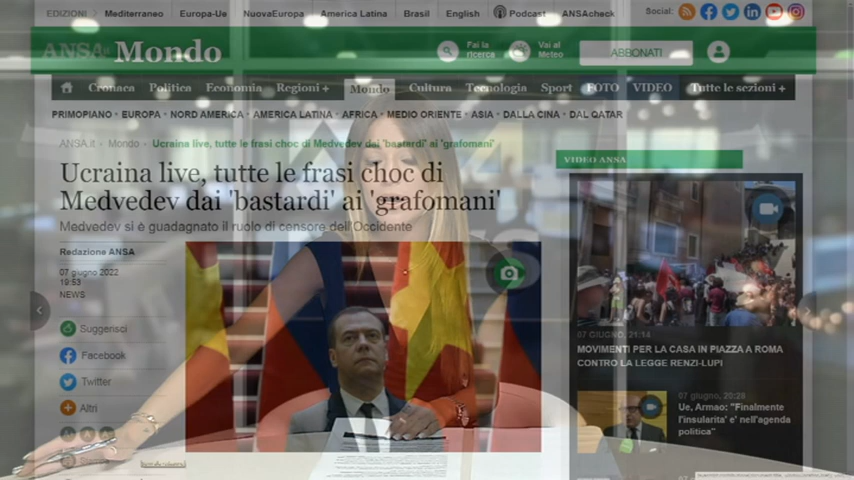 EDIZIONI
Mediterraneo Europa-Ue NuovaEuropa America Latina Brasil English Podcast ANSAcheck
Social:
ANSA.it Mondo
Fai la ricerca
Vai al Meteo
ABBONATI
Cronaca Politica Economia Regioni + Mondo Cultura Tecnologia Sport FOTO VIDEO Tutte le sezioni +
PRIMOPIANO • EUROPA • NORD AMERICA • AMERICA LATINA • AFRICA • MEDIO ORIENTE • ASIA • DALLA CINA • DAL QATAR
ANSA.it › Mondo › Ucraina live, tutte le frasi choc di Medvedev dai 'bastardi' ai 'grafomani'
Ucraina live, tutte le frasi choc di
Medvedev dai 'bastardi' ai 'grafomani'
Medvedev si è guadagnato il ruolo di censore dell'Occidente
Redazione ANSA
07 giugno 2022
19:53
NEWS
Suggerisci
Facebook
Twitter
Altri
VIDEO ANSA
07 GIUGNO, 21:14
MOVIMENTI PER LA CASA IN PIAZZA A ROMA
CONTRO LA LEGGE RENZI-LUPI
07 giugno, 20:28
Ue, Armao: "Finalmente
l'insularita' e' nell'agenda
politica"